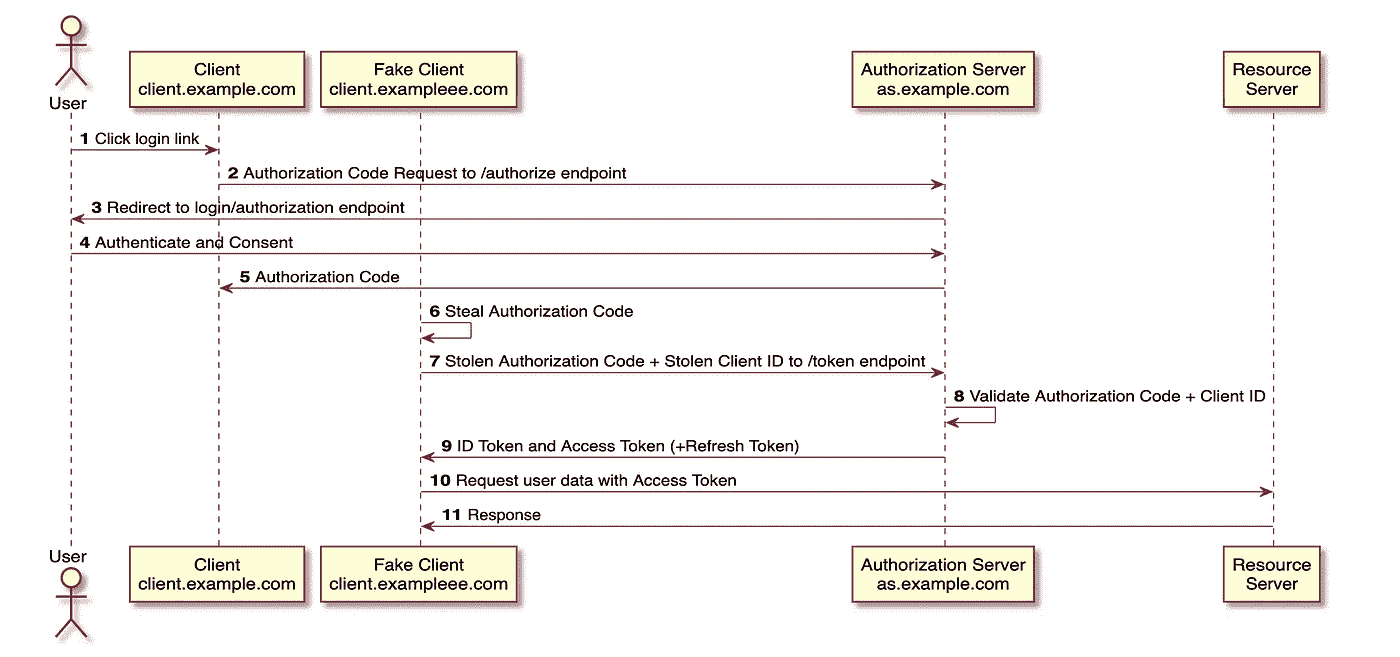 User
Client
client.example.com
Fake Client
client.exampleee.com
Authorization Server
as.example.com
Resource
Server
1 Click login link
2 Authorization Code Request to /authorize endpoint
3 Redirect to login/authorization endpoint
4 Authenticate and Consent
5 Authorization Code
6 Steal Authorization Code
7 Stolen Authorization Code + Stolen Client ID to /token endpoint
8 Validate Authorization Code + Client ID
9 ID Token and Access Token (+Refresh Token)
10 Request user data with Access Token
11 Response
User
Client
client.example.com
Fake Client
client.exampleee.com
Authorization Server
as.example.com
Resource
Server